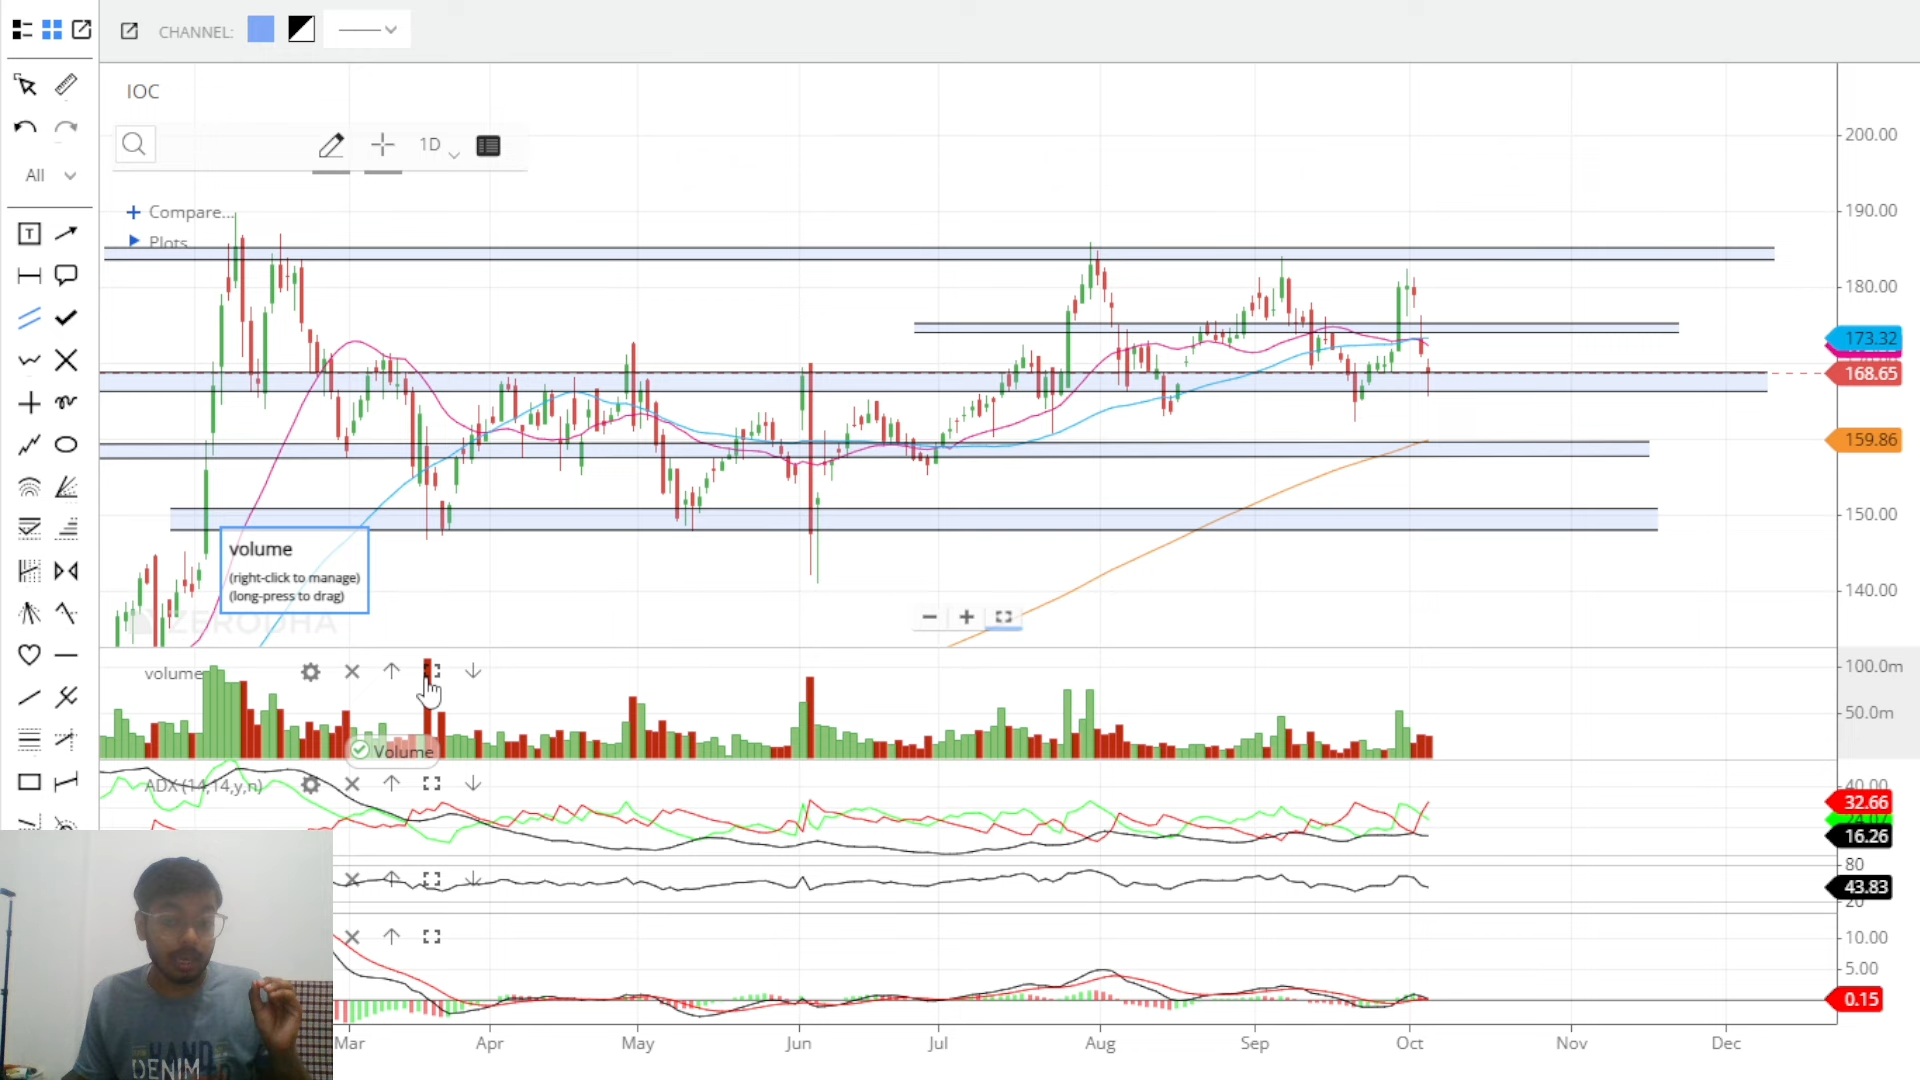 CHANNEL:
IOC
1D
All
Compare...
Plots
200.00
190.00
180.00
173.32
168.65
159.86
150.00
140.00
volume
(right-click to manage)
(long-press to drag)
ZERODHA
volume
100.0m
50.0m
Volume
ADX (14,14,y,n)
40.00
32.66
16.26
80
43.83
20
10.00
5.00
0.15
Mar Apr May Jun Jul Aug Sep Oct Nov Dec
DENIM